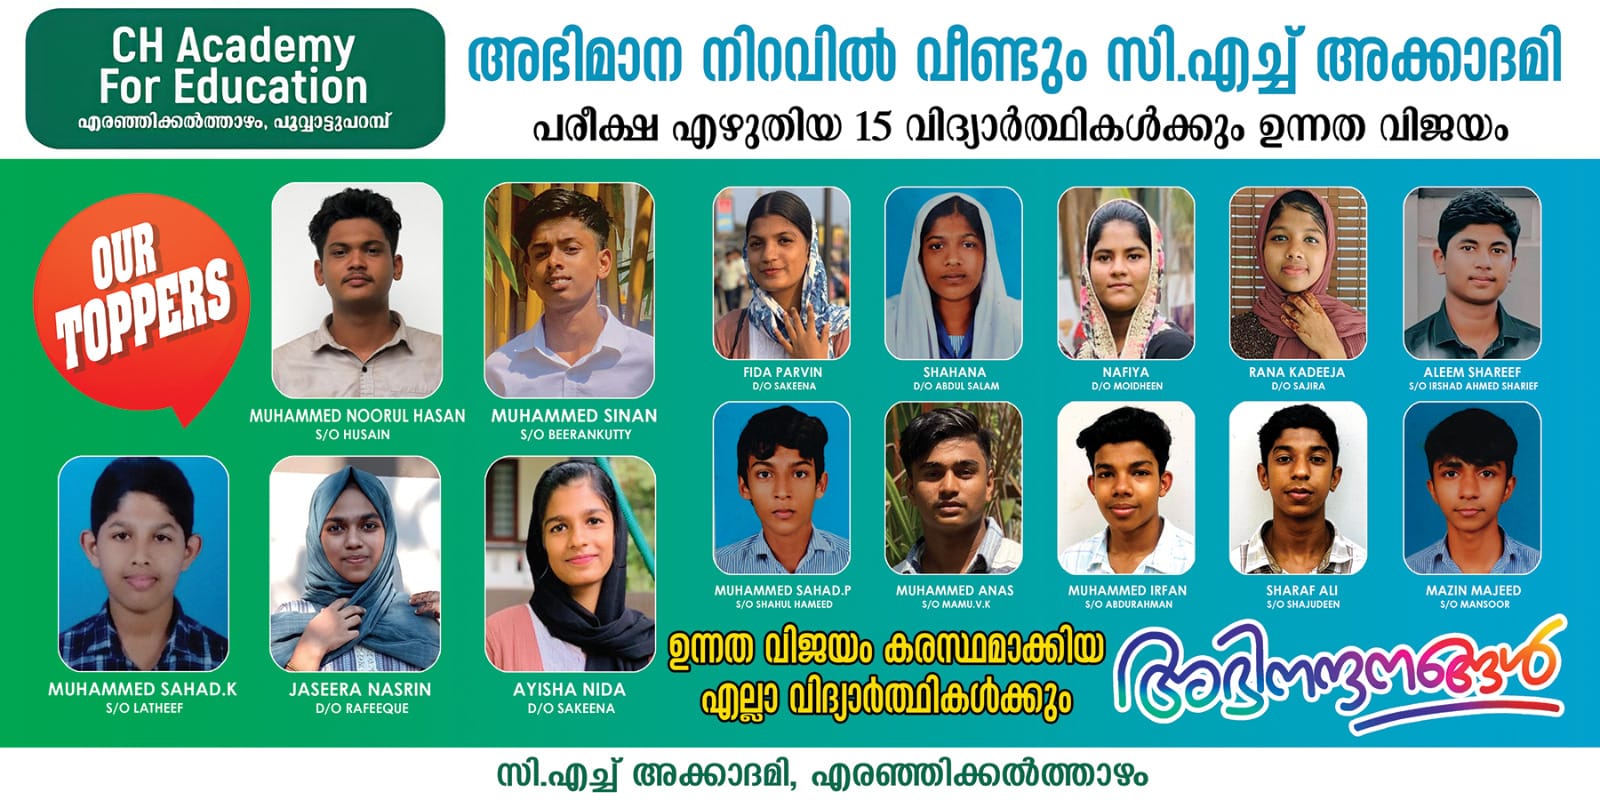 CH Academy
For Education
എരഞ്ഞിക്കൽത്താഴം, പൂവ്വാട്ടുപറമ്പ്
അഭിമാന നിറവിൽ വീണ്ടും സി.എച്ച് അക്കാദമി
പരീക്ഷ എഴുതിയ 15 വിദ്യാർത്ഥികൾക്കും ഉന്നത വിജയം
OUR
TOPPERS
MUHAMMED NOORUL HASAN
S/O HUSAIN
MUHAMMED SINAN
S/O BEERANKUTTY
MUHAMMED SAHAD.K
S/O LATHEEF
JASEERA NASRIN
D/O RAFEEQUE
AYISHA NIDA
D/O SAKEENA
FIDA PARVIN
D/O SAKEENA
SHAHANA
D/O ABDUL SALAM
NAFIYA
D/O MOIDHEEN
RANA KADEEJA
D/O SAJIRA
ALEEM SHAREEF
S/O IRSHAD AHMED SHARIEF
MUHAMMED SAHAD.P
S/O SHAHUL HAMEED
MUHAMMED ANAS
S/O MAMU.V.K
MUHAMMED IRFAN
S/O ABDURAHMAN
SHARAF ALI
S/O SHAJUDEEN
MAZIN MAJEED
S/O MANSOOR
ഉന്നത വിജയം കരസ്ഥമാക്കിയ
എല്ലാ വിദ്യാർത്ഥികൾക്കും
അഭിനന്ദനങ്ങൾ
സി.എച്ച് അക്കാദമി, എരഞ്ഞിക്കൽത്താഴം